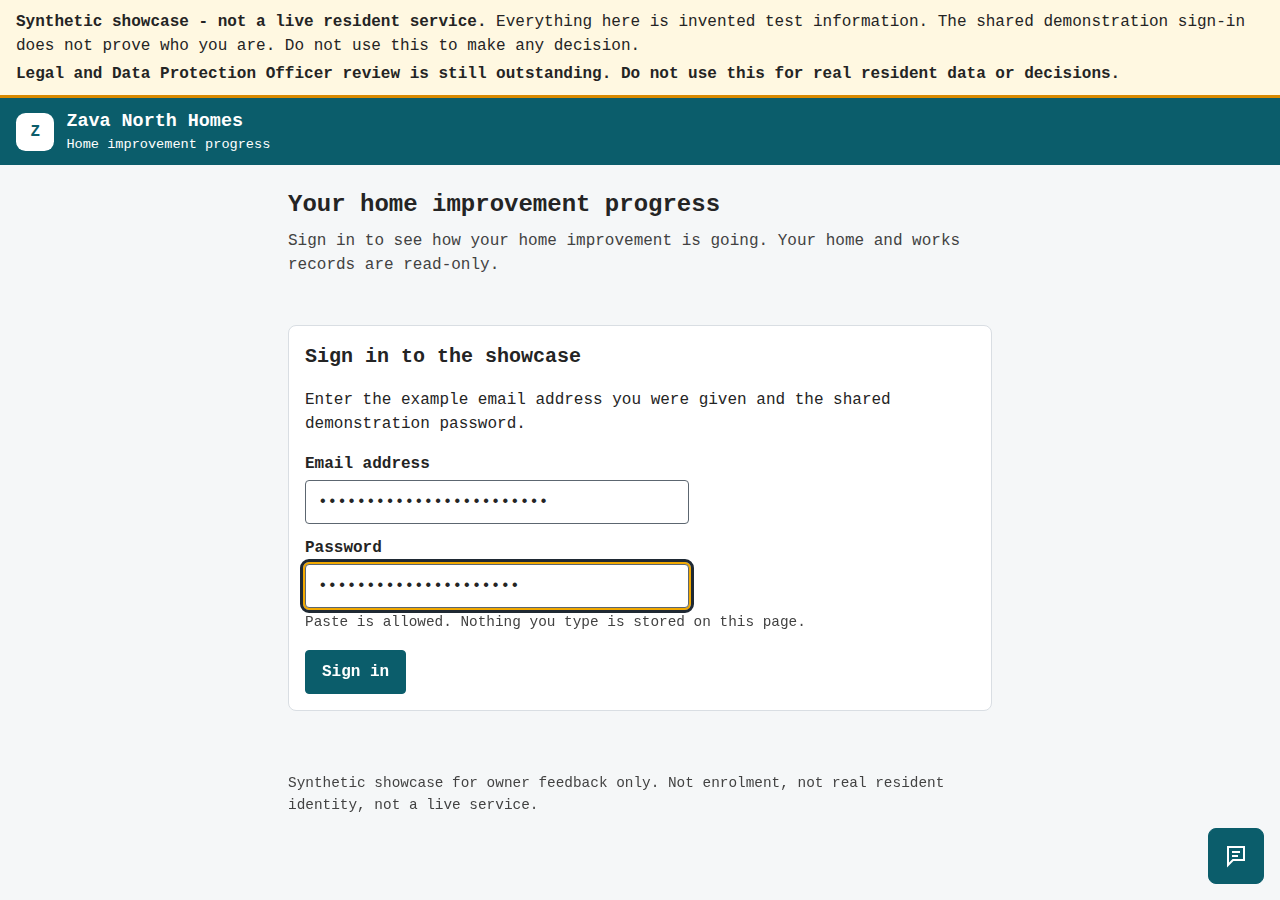 Synthetic showcase - not a live resident service. Everything here is invented test information. The shared demonstration sign-in
does not prove who you are. Do not use this to make any decision.
Legal and Data Protection Officer review is still outstanding. Do not use this for real resident data or decisions.
Z
Zava North Homes
Home improvement progress
Your home improvement progress
Sign in to see how your home improvement is going. Your home and works
records are read-only.
Sign in to the showcase
Enter the example email address you were given and the shared
demonstration password.
Email address
••••••••••••••••••••••••
Password
•••••••••••••••••••••
Paste is allowed. Nothing you type is stored on this page.
Sign in
Synthetic showcase for owner feedback only. Not enrolment, not real resident
identity, not a live service.